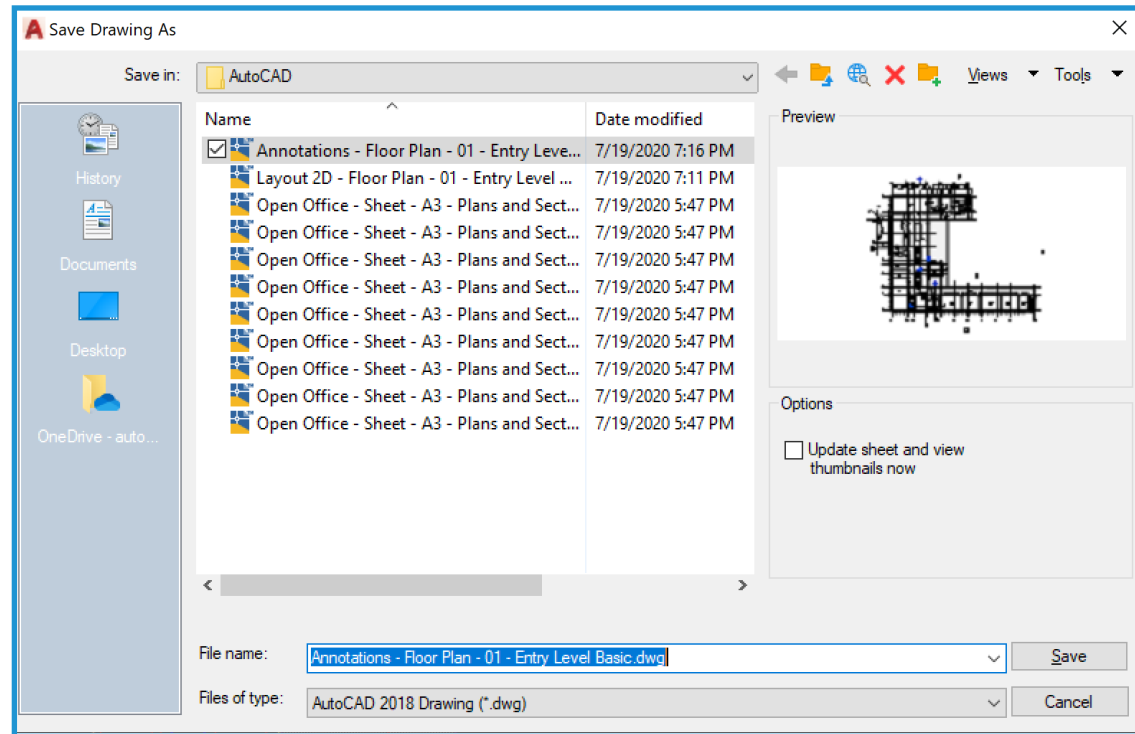 Save Drawing As
Save in:
AutoCAD
Views
Tools
History
Documents
Desktop
OneDrive - auto...
Name
Date modified
Annotations - Floor Plan - 01 - Entry Leve...
7/19/2020 7:16 PM
Layout 2D - Floor Plan - 01 - Entry Level ...
7/19/2020 7:11 PM
Open Office - Sheet - A3 - Plans and Sect...
7/19/2020 5:47 PM
Open Office - Sheet - A3 - Plans and Sect...
7/19/2020 5:47 PM
Open Office - Sheet - A3 - Plans and Sect...
7/19/2020 5:47 PM
Open Office - Sheet - A3 - Plans and Sect...
7/19/2020 5:47 PM
Open Office - Sheet - A3 - Plans and Sect...
7/19/2020 5:47 PM
Open Office - Sheet - A3 - Plans and Sect...
7/19/2020 5:47 PM
Open Office - Sheet - A3 - Plans and Sect...
7/19/2020 5:47 PM
Open Office - Sheet - A3 - Plans and Sect...
7/19/2020 5:47 PM
Open Office - Sheet - A3 - Plans and Sect...
7/19/2020 5:47 PM
Preview
Options
Update sheet and view
thumbnails now
File name:
Annotations - Floor Plan - 01 - Entry Level Basic.dwg
Save
Files of type:
AutoCAD 2018 Drawing (*.dwg)
Cancel